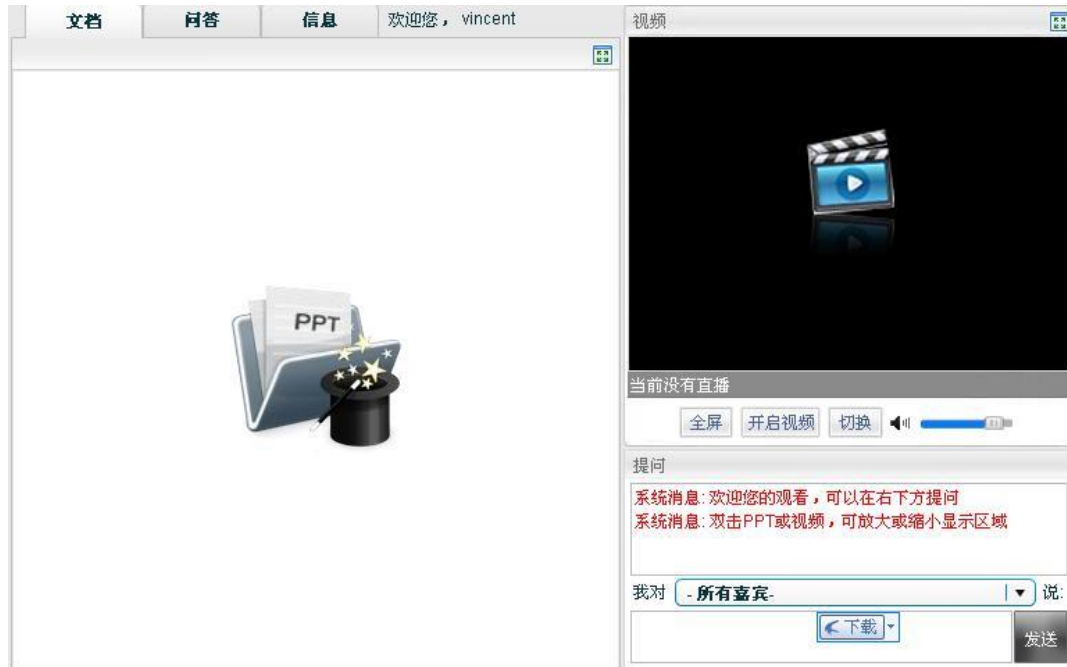 文档
问答
信息
欢迎您，vincent
PPT
视频
当前没有直播
全屏
开启视频
切换
提问
系统消息:欢迎您的观看，可以在右下方提问
系统消息:双击PPT或视频，可放大或缩小显示区域
我对 -所有嘉宾- 说:
下载
发送